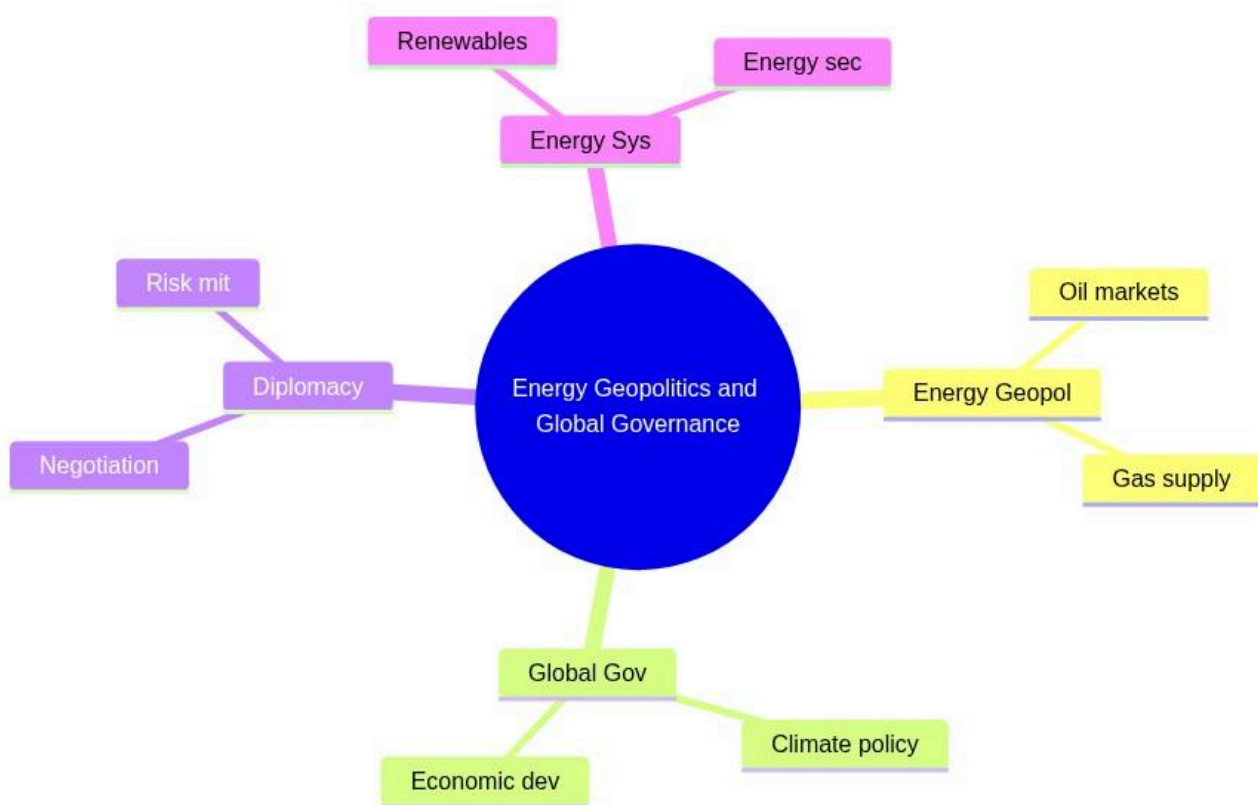 Renewables
Energy sec
Energy Sys
Risk mit
Oil markets
Diplomacy
Energy Geopolitics and
Global Governance
Energy Geopol
Negotiation
Gas supply
Global Gov
Climate policy
Economic dev